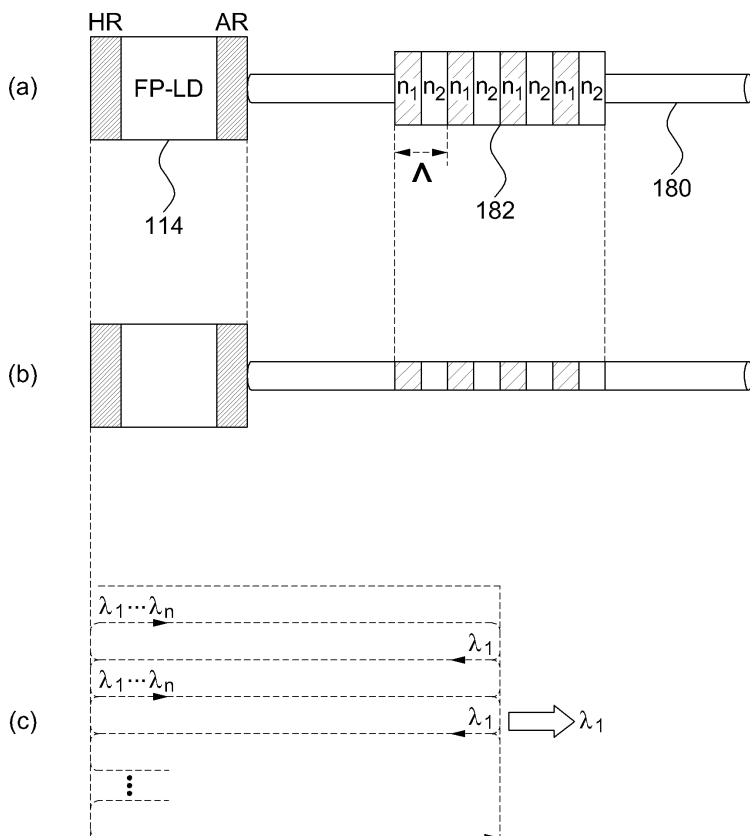 HR AR
(a) FP-LD n₁ n₂ n₁ n₂ n₁ n₂ n₁ n₂
Λ
114 182 180
(b)
λ₁···λₙ
λ₁
λ₁···λₙ
(c) λ₁ λ₁